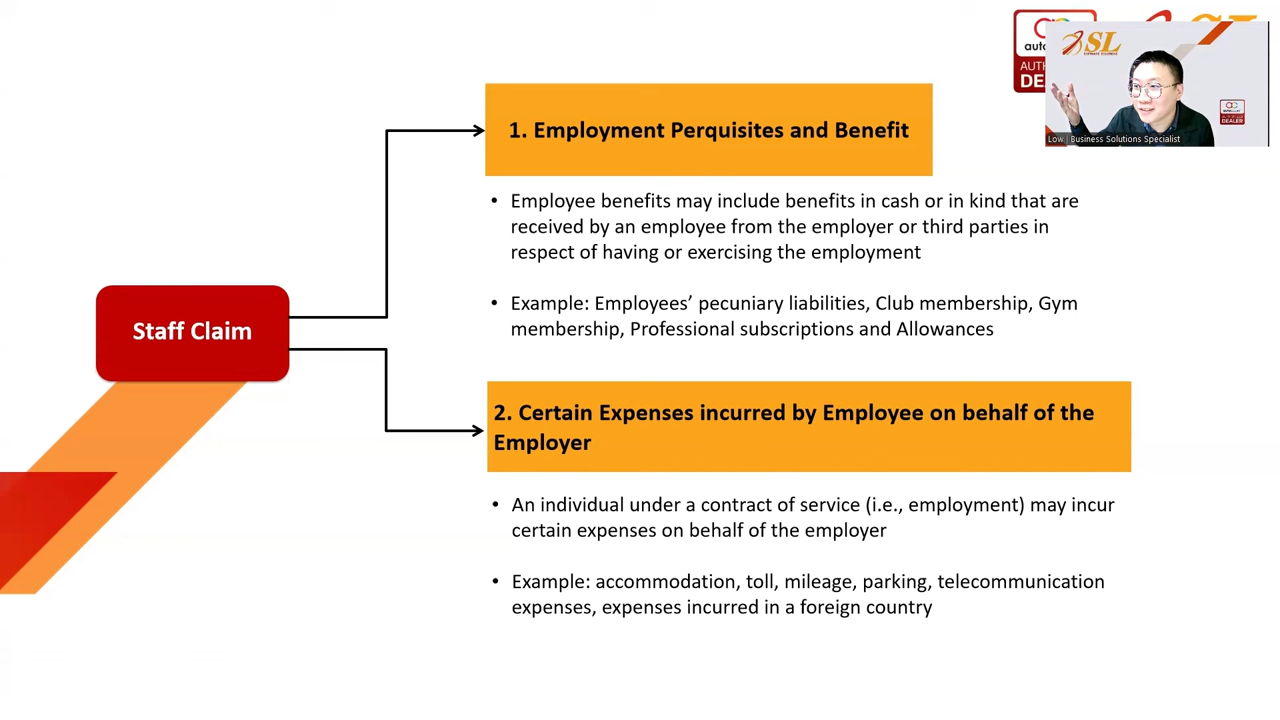 1. Employment Perquisites and Benefit
• Employee benefits may include benefits in cash or in kind that are
received by an employee from the employer or third parties in
respect of having or exercising the employment
• Example: Employees’ pecuniary liabilities, Club membership, Gym
membership, Professional subscriptions and Allowances
Staff Claim
2. Certain Expenses incurred by Employee on behalf of the
Employer
• An individual under a contract of service (i.e., employment) may incur
certain expenses on behalf of the employer
• Example: accommodation, toll, mileage, parking, telecommunication
expenses, expenses incurred in a foreign country
SL
Low | Business Solutions Specialist
DEALER